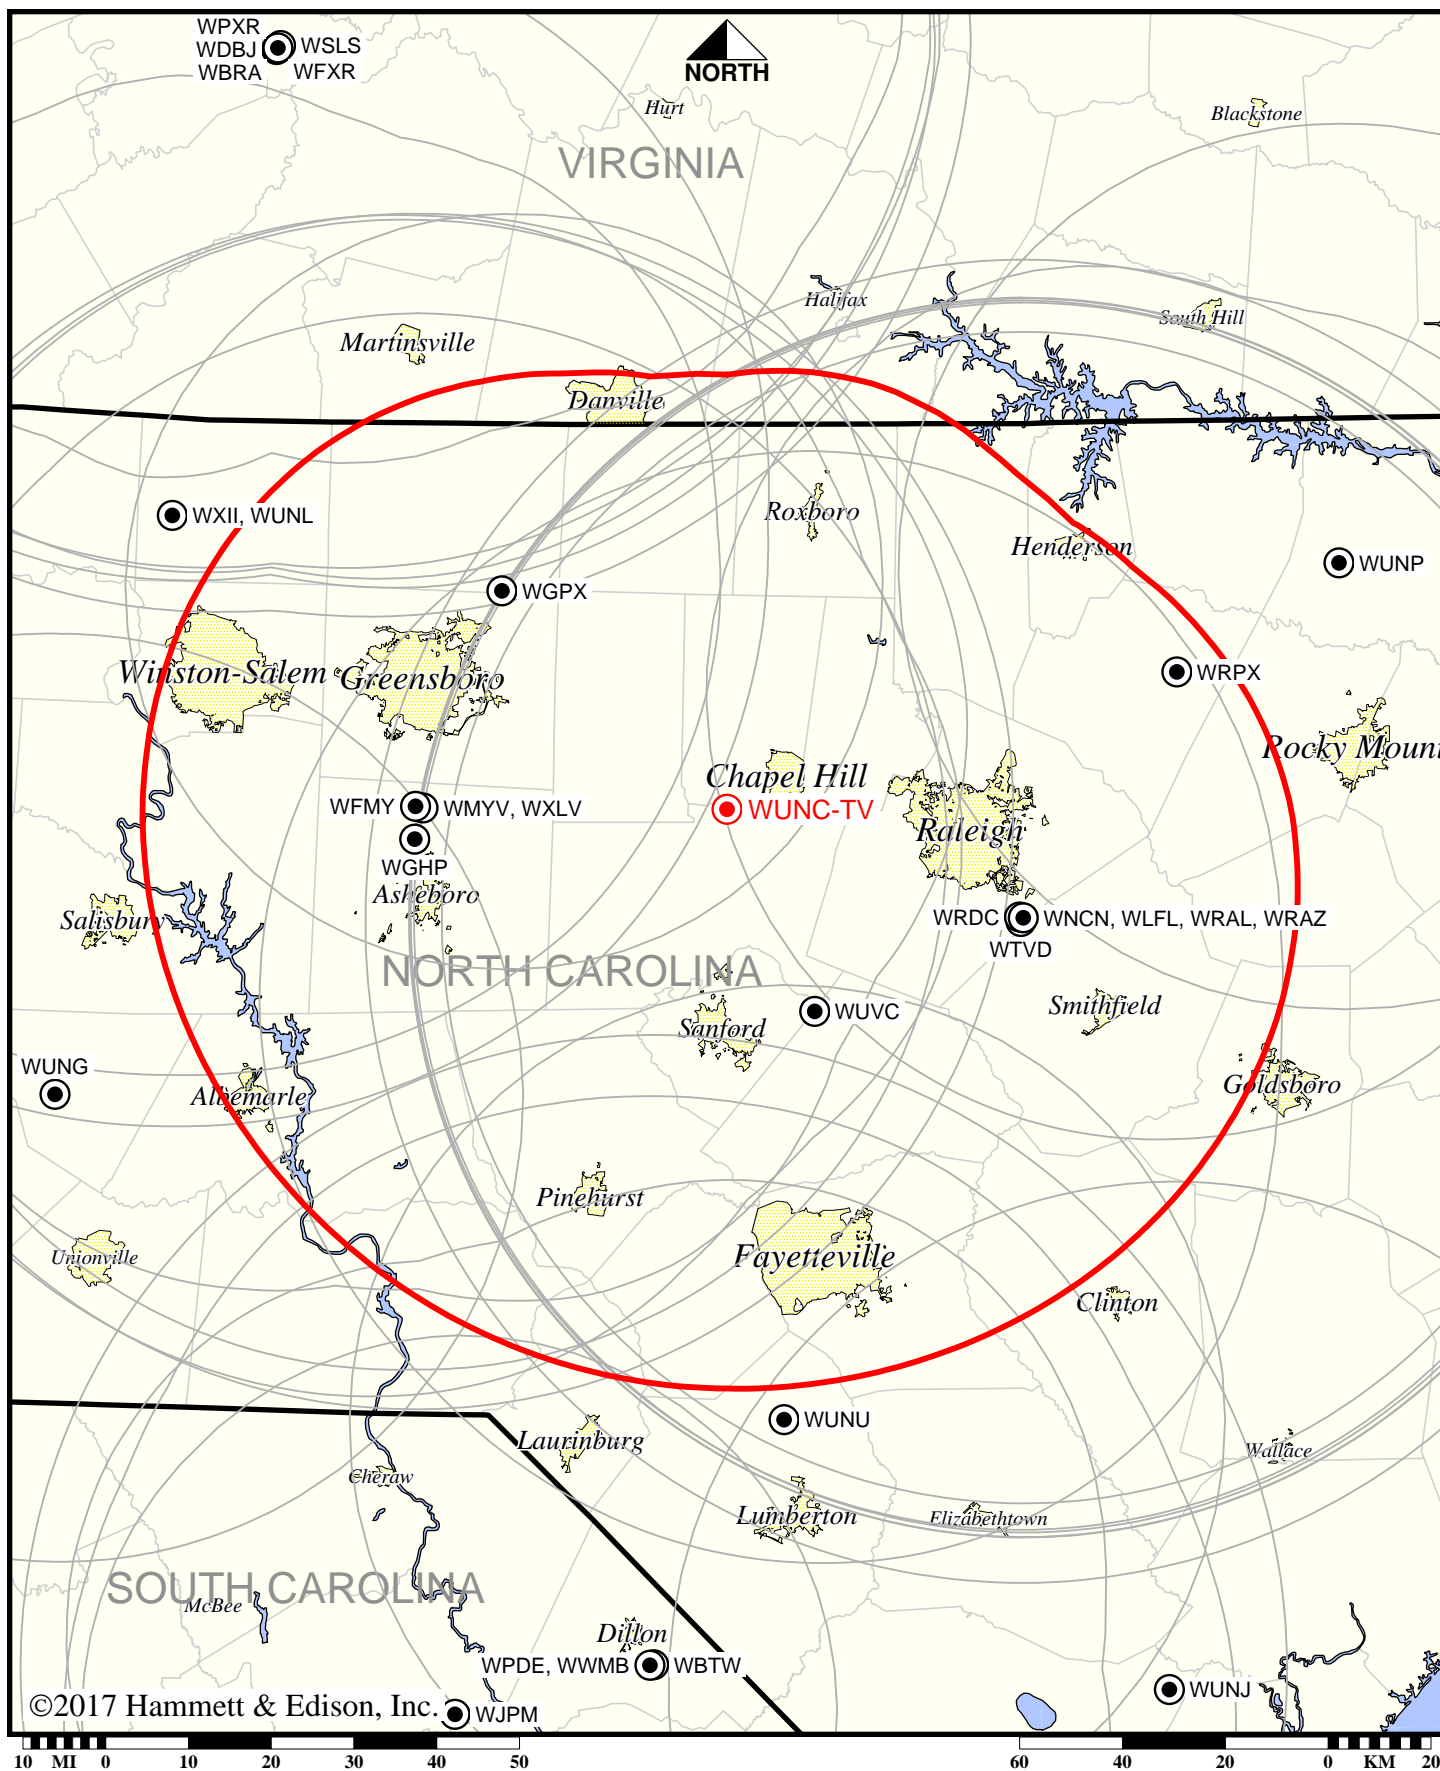 WPXR
WDBJ
WSLS
WBRA
WFXR
NORTH
Hurt
Blackstone
VIRGINIA
Halifax
South Hill
Martinsville
Danville
WXII, WUNL
Roxboro
Henderson
WUNP
WGPX
Winston-Salem
Greensboro
WRPX
Rocky Mount
Chapel Hill
WFMY
WMYV, WXLV
WUNC-TV
Raleigh
WGHP
Asheboro
Salisbury
WRDC
WNCN, WLFL, WRAL, WRAZ
WTVD
NORTH CAROLINA
Smithfield
WUVC
Sanford
WUNG
Albemarle
Goldsboro
Pinehurst
Unionville
Fayetteville
Clinton
WUNU
Laurinburg
Wallace
Cheraw
Lumberton
Elizabethtown
SOUTH CAROLINA
McBee
Dillon
WPDE, WWMB
WBTW
WUNJ
©2017 Hammett & Edison, Inc.
WJPM
10 MI 0 10 20 30 40 50
60 40 20 0 KM 20